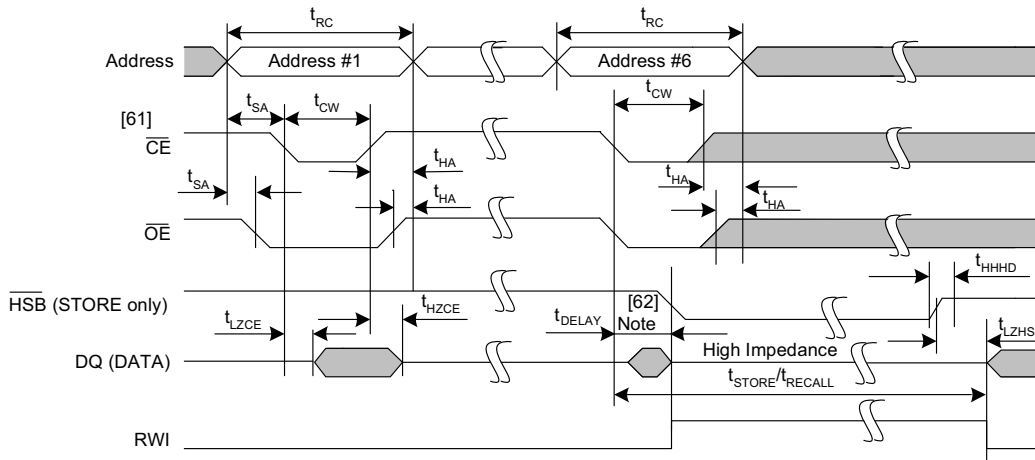 tRC
tRC
Address
Address #1
Address #6
tSA
tCW
tCW
[61]
CE
tHA
tSA
tHA
tHA
tHA
OE
tHHHD
HSB (STORE only)
tHZCE
[62]
tLZCE
tDELAY
Note
tLZHS
High Impedance
DQ (DATA)
tSTORE/tRECALL
RWI